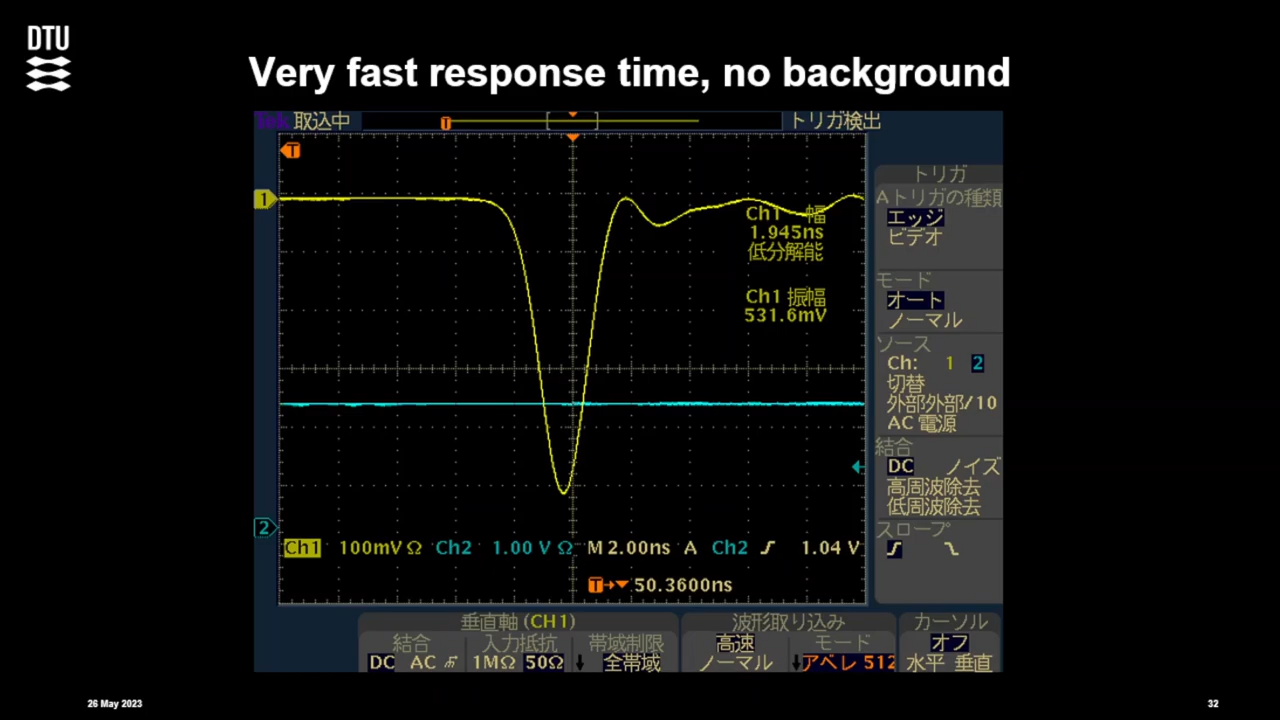 DTU
Very fast response time, no background
Tek 取込中
T
トリガ検出
T
1
Ch1 幅
1.945ns
低分解能
Ch1 振幅
531.6mV
2
Ch1 100mVΩ Ch2 1.00 VΩ M 2.00ns A Ch2 1.04 V
T 50.3600ns
トリガ
Aトリガの種類
エッジ
ビデオ
モード
オート
ノーマル
ソース
Ch: 1 2
切替
外部外部/10
AC 電源
結合
DC ノイズ
高周波除去
低周波除去
スロープ
垂直軸 (CH1)
結合 入力抵抗 帯域制限
DC AC 1MΩ 50Ω 全帯域
波形取り込み
高速 モード
ノーマル アベレ 512
カーソル
オフ
水平 垂直
26 May 2023
32